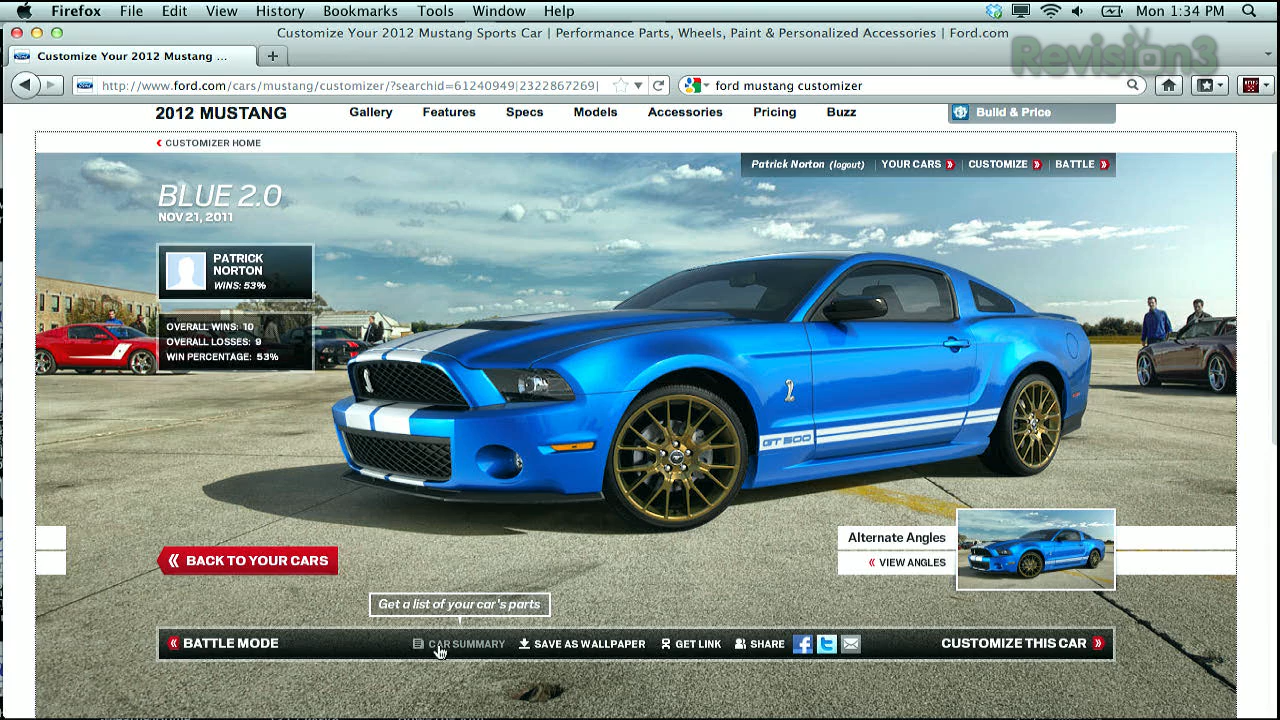 Firefox File Edit View History Bookmarks Tools Window Help Mon 1:34 PM
Customize Your 2012 Mustang Sports Car | Performance Parts, Wheels, Paint & Personalized Accessories | Ford.com
Revision3
Customize Your 2012 Mustang ...
http://www.ford.com/cars/mustang/customizer/?searchid=61240949|2322867269|
ford mustang customizer
2012 MUSTANG Gallery Features Specs Models Accessories Pricing Buzz Build & Price
CUSTOMIZER HOME
Patrick Norton (logout) YOUR CARS CUSTOMIZE BATTLE
BLUE 2.0
NOV 21, 2011
PATRICK
NORTON
WINS: 53%
OVERALL WINS: 10
OVERALL LOSSES: 9
WIN PERCENTAGE: 53%
GT 500
Alternate Angles
VIEW ANGLES
BACK TO YOUR CARS
Get a list of your car's parts
BATTLE MODE CAR SUMMARY SAVE AS WALLPAPER GET LINK SHARE CUSTOMIZE THIS CAR